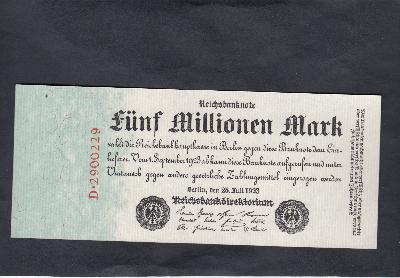 Reichsbanknote
Fünf Millionen Mark
zahlt die Reichsbankhauptkasse in Berlin gegen diese Banknote dem Ein-
lieferer. Vom 1. September 1923 ab kann diese Banknote aufgerufen und unter
Umtausch gegen andere gesetzliche Zahlungsmittel eingezogen werden
Berlin, den 25. Juli 1923
Reichsbankdirektorium
D·2900229